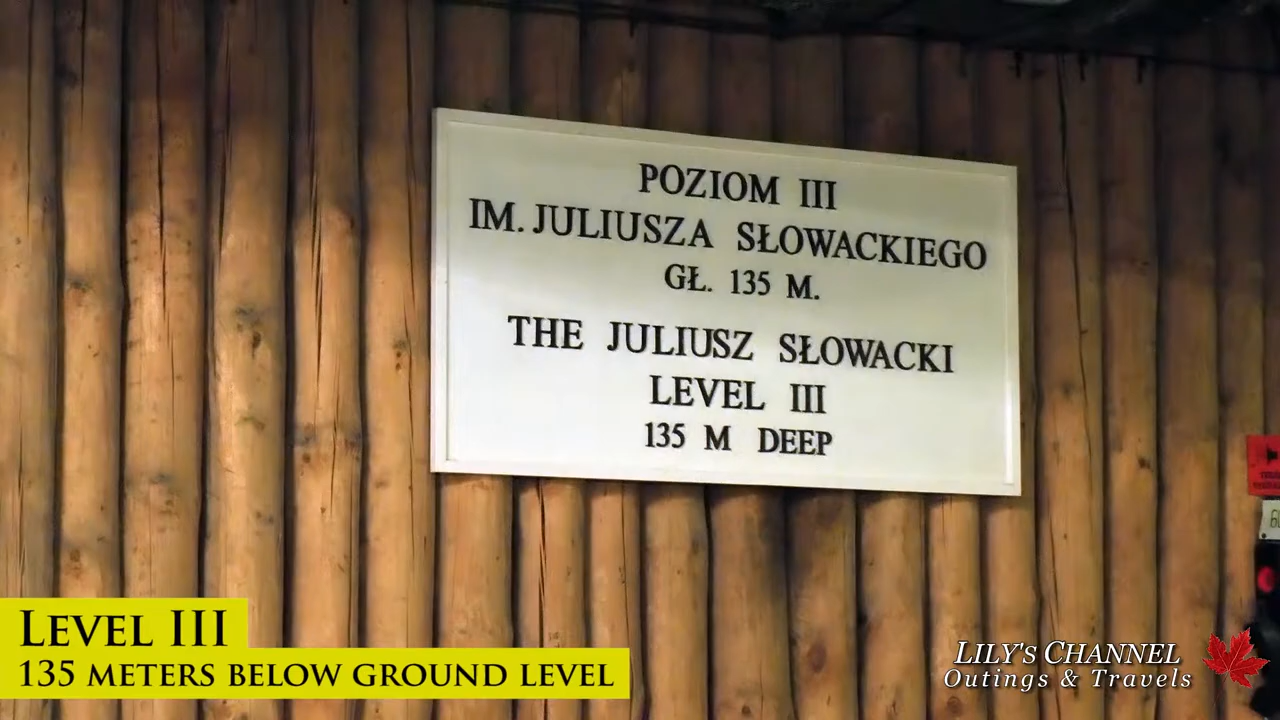 POZIOM III
IM. JULIUSZA SŁOWACKIEGO
GŁ. 135 M.
THE JULIUSZ SŁOWACKI
LEVEL III
135 M DEEP
LEVEL III
135 METERS BELOW GROUND LEVEL
LILY'S CHANNEL
Outings & Travels